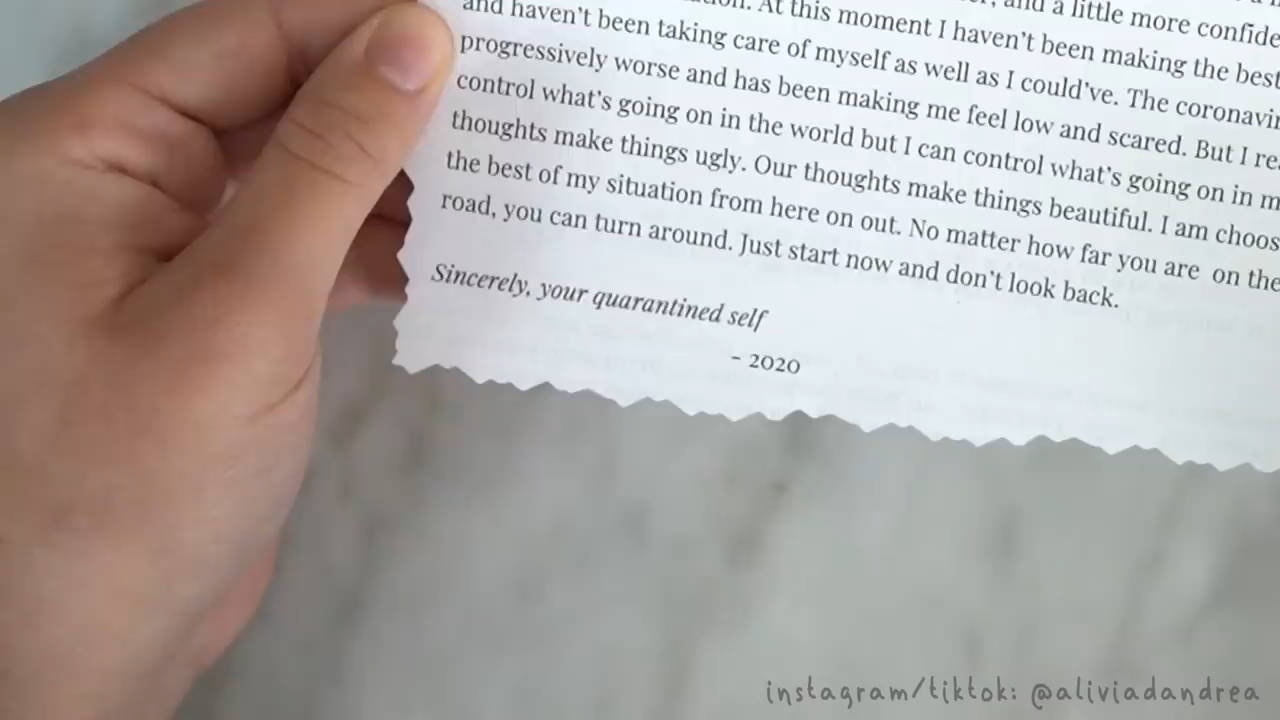 At this moment I haven't been making the best
and haven't been taking care of myself as well as I could've. The
progressively worse and has been making me feel low and scared. But I
control what's going on in the world but I can control what's going on in
thoughts make things ugly. Our thoughts make things beautiful. I am
the best of my situation from here on out. No matter how far you are on the
road, you can turn around. Just start now and don't look back.
Sincerely, your quarantined self
- 2020
instagram/tiktok: @aliviadandrea